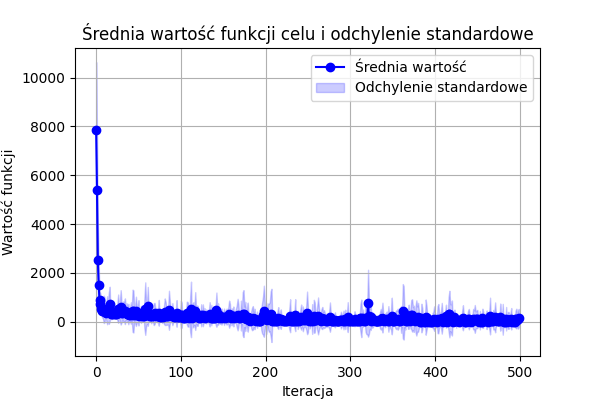 Średnia wartość funkcji celu i odchylenie standardowe
Średnia wartość
Odchylenie standardowe
Wartość funkcji
10000
8000
6000
4000
2000
0
0 100 200 300 400 500
Iteracja